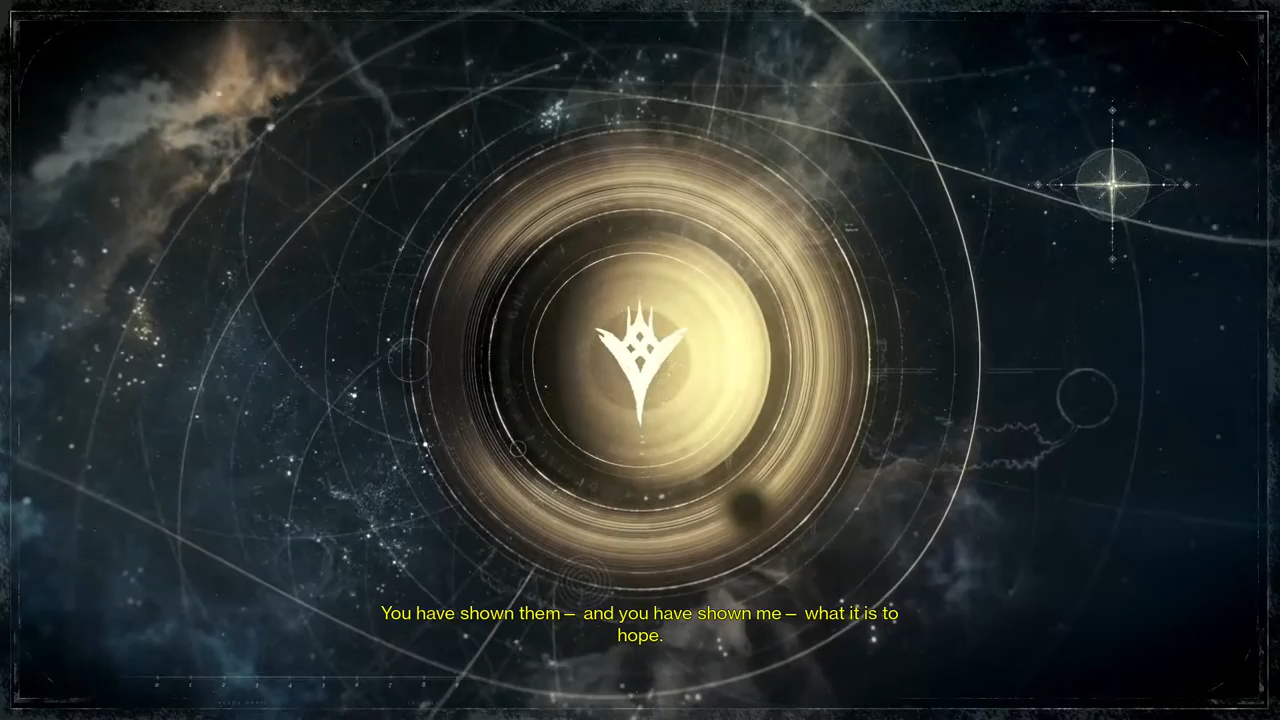 You have shown them – and you have shown me – what it is to
hope.